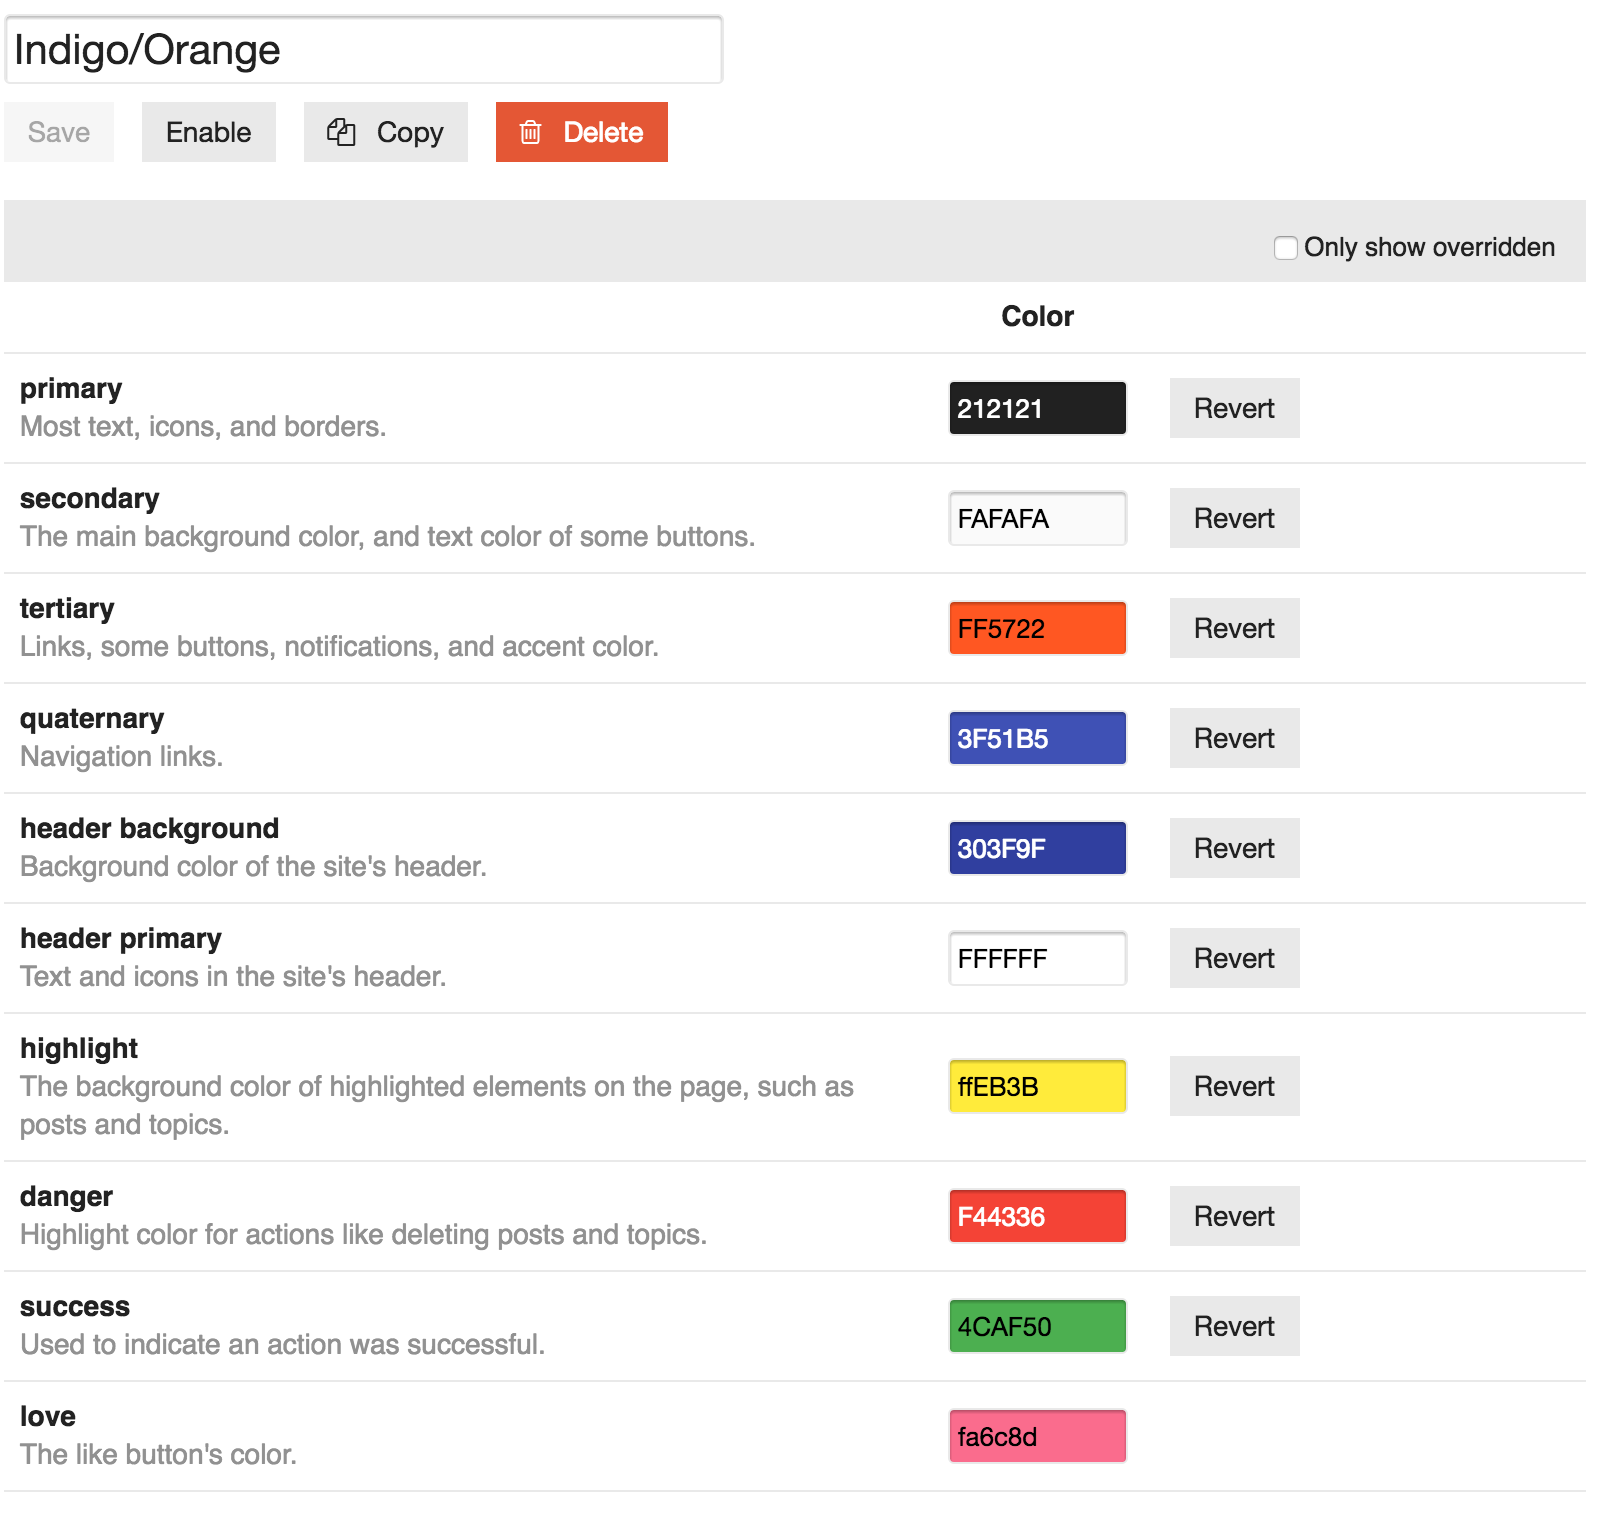 Indigo/Orange
Save Enable Copy Delete
Only show overridden
Color
primary
Most text, icons, and borders.
212121 Revert
secondary
The main background color, and text color of some buttons.
FAFAFA Revert
tertiary
Links, some buttons, notifications, and accent color.
FF5722 Revert
quaternary
Navigation links.
3F51B5 Revert
header background
Background color of the site's header.
303F9F Revert
header primary
Text and icons in the site's header.
FFFFFF Revert
highlight
The background color of highlighted elements on the page, such as
posts and topics.
ffEB3B Revert
danger
Highlight color for actions like deleting posts and topics.
F44336 Revert
success
Used to indicate an action was successful.
4CAF50 Revert
love
The like button's color.
fa6c8d